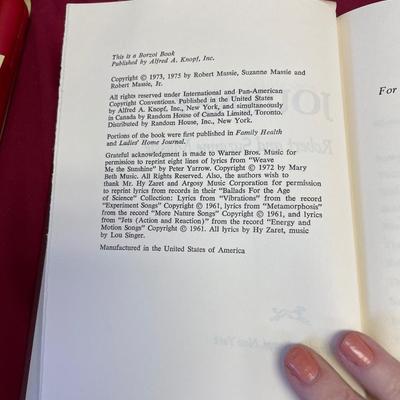 This is a Borzoi Book
Published by Alfred A. Knopf, Inc.
Copyright © 1973, 1975 by Robert Massie, Suzanne Massie and
Robert Massie, Jr.
All rights reserved under International and Pan-American
Copyright Conventions. Published in the United States
by Alfred A. Knopf, Inc., New York, and simultaneously
in Canada by Random House of Canada Limited, Toronto.
Distributed by Random House, Inc., New York.
Portions of the book were first published in Family Health
and Ladies' Home Journal.
Grateful acknowledgment is made to Warner Bros. Music for
permission to reprint eight lines of lyrics from "Weave
Me the Sunshine" by Peter Yarrow. Copyright © 1972 by Mary
Beth Music. All Rights Reserved. Also, the authors wish to
thank Mr. Hy Zaret and Argosy Music Corporation for permission
to reprint lyrics from records in their "Ballads For the Age
of Science" Collection: Lyrics from "Vibrations" from the record
"Experiment Songs" Copyright © 1961, lyrics from "Metamorphosis"
from the record "More Nature Songs" Copyright © 1961, and lyrics
from "Jets (Action and Reaction)" from the record "Energy and
Motion Songs" Copyright © 1961. All lyrics by Hy Zaret, music
by Lou Singer.
Manufactured in the United States of America
For